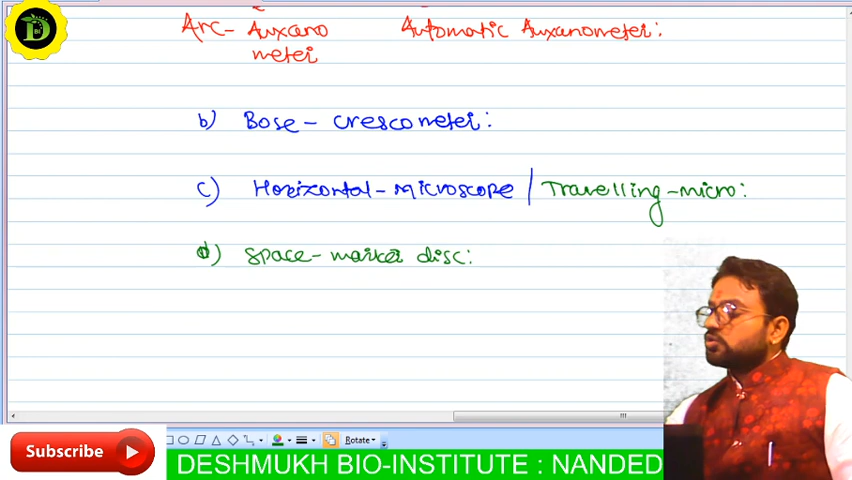 Arc- Auxano Automatic Auxanometer:
meter
b) Bose - crescometer:
c) Horizontal - Microscope | Travelling - micro:
d) Space - marker disc:
D
Rotate
Subscribe
DESHMUKH BIO-INSTITUTE : NANDED